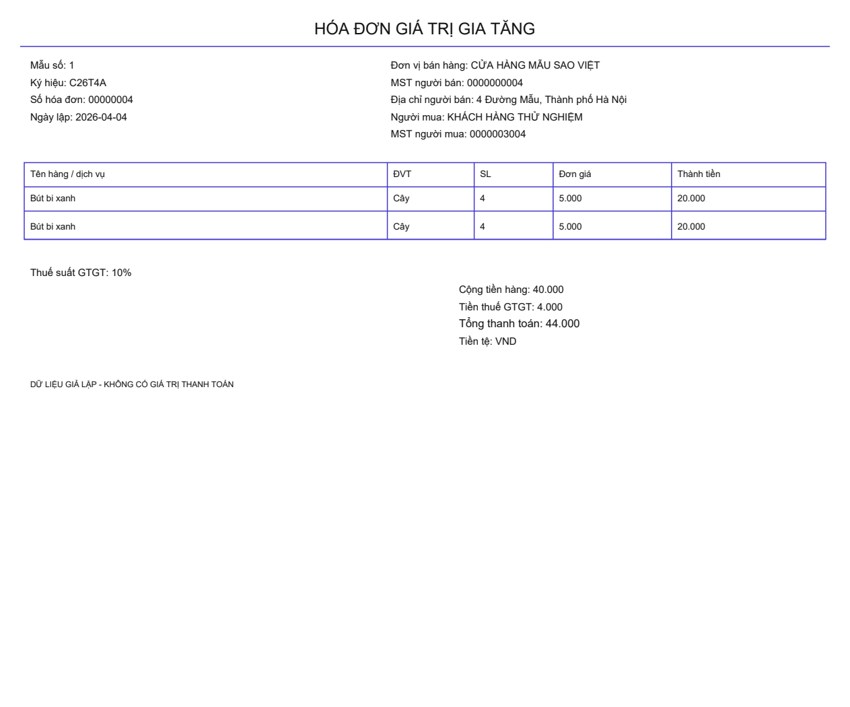 HÓA ĐƠN GIÁ TRỊ GIA TĂNG
Mẫu số: 1
Ký hiệu: C26T4A
Số hóa đơn: 00000004
Ngày lập: 2026-04-04
Đơn vị bán hàng: CỬA HÀNG MẪU SAO VIỆT
MST người bán: 0000000004
Địa chỉ người bán: 4 Đường Mẫu, Thành phố Hà Nội
Người mua: KHÁCH HÀNG THỬ NGHIỆM
MST người mua: 0000003004
Tên hàng / dịch vụ ĐVT SL Đơn giá Thành tiền
Bút bi xanh Cây 4 5.000 20.000
Bút bi xanh Cây 4 5.000 20.000
Thuế suất GTGT: 10%
Cộng tiền hàng: 40.000
Tiền thuế GTGT: 4.000
Tổng thanh toán: 44.000
Tiền tệ: VND
DỮ LIỆU GIẢ LẬP - KHÔNG CÓ GIÁ TRỊ THANH TOÁN